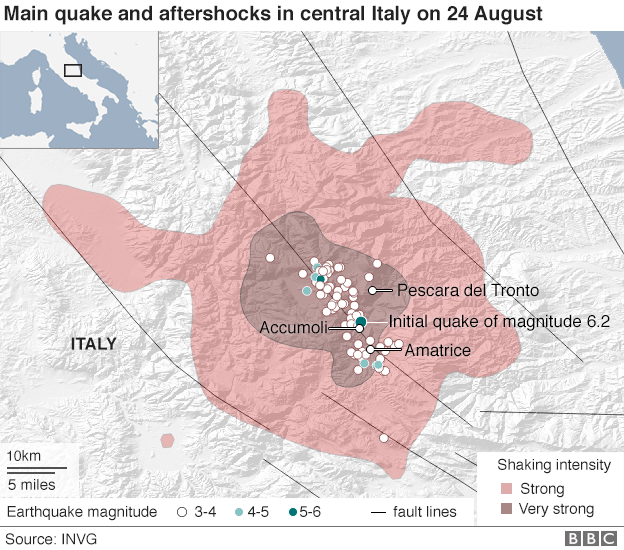 Main quake and aftershocks in central Italy on 24 August
Pescara del Tronto
Initial quake of magnitude 6.2
Accumoli
Amatrice
ITALY
10km
5 miles
Shaking intensity
Strong
Very strong
Earthquake magnitude 3-4 4-5 5-6 fault lines
Source: INVG
BBC